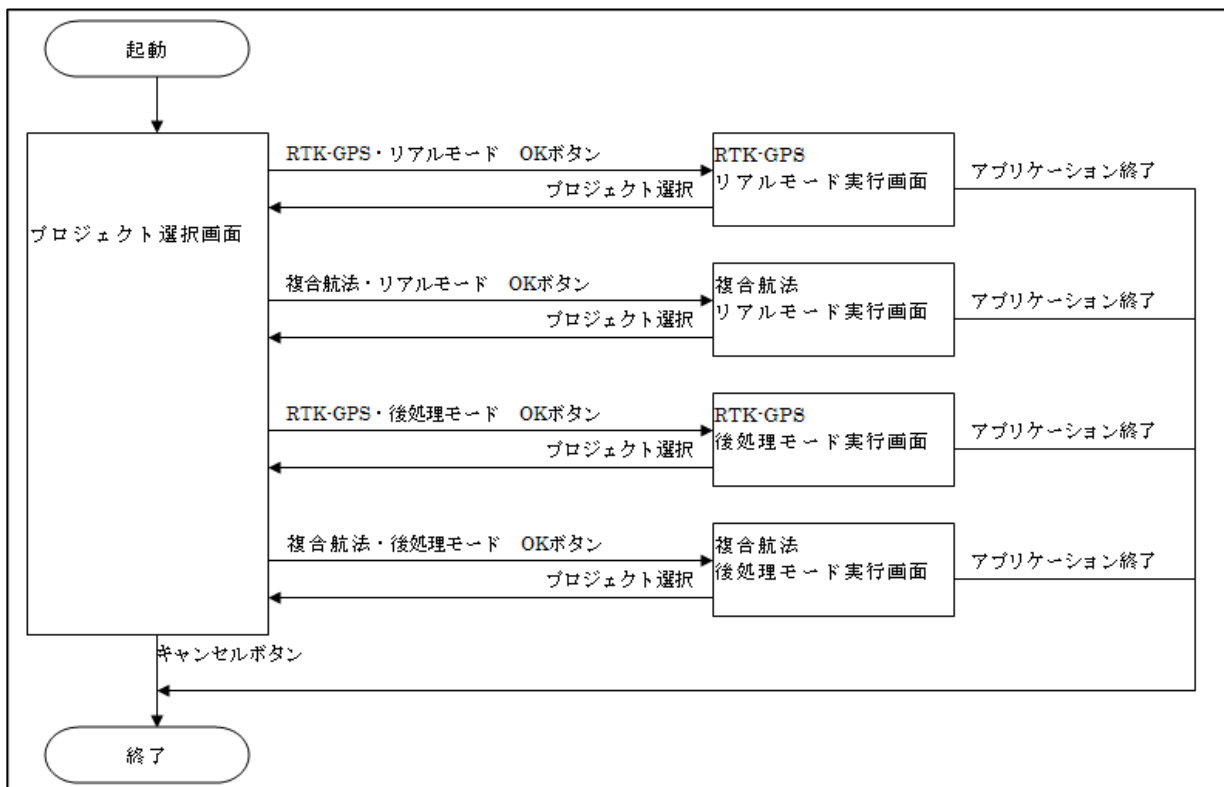 起動
RTK-GPS・リアルモード　OKボタン
RTK-GPS
リアルモード実行画面
アプリケーション終了
プロジェクト選択
プロジェクト選択画面
複合航法・リアルモード　OKボタン
複合航法
リアルモード実行画面
アプリケーション終了
プロジェクト選択
RTK-GPS・後処理モード　OKボタン
RTK-GPS
後処理モード実行画面
アプリケーション終了
プロジェクト選択
複合航法・後処理モード　OKボタン
複合航法
後処理モード実行画面
アプリケーション終了
プロジェクト選択
キャンセルボタン
終了